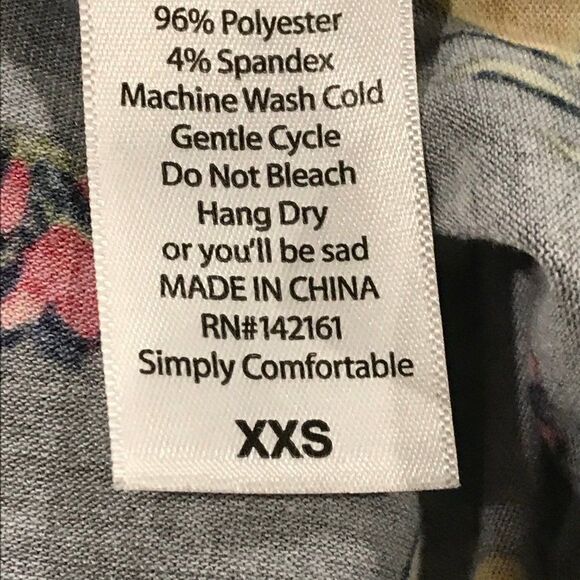 96% Polyester
4% Spandex
Machine Wash Cold
Gentle Cycle
Do Not Bleach
Hang Dry
or you'll be sad
MADE IN CHINA
RN#142161
Simply Comfortable
XXS